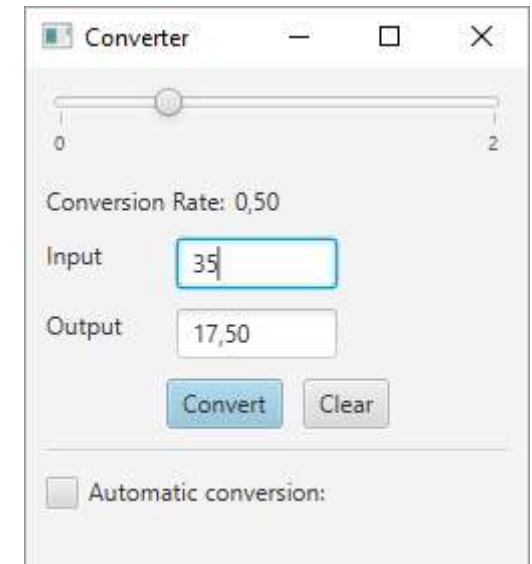 Converter
0 2
Conversion Rate: 0,50
Input 35
Output 17,50
Convert Clear
Automatic conversion: